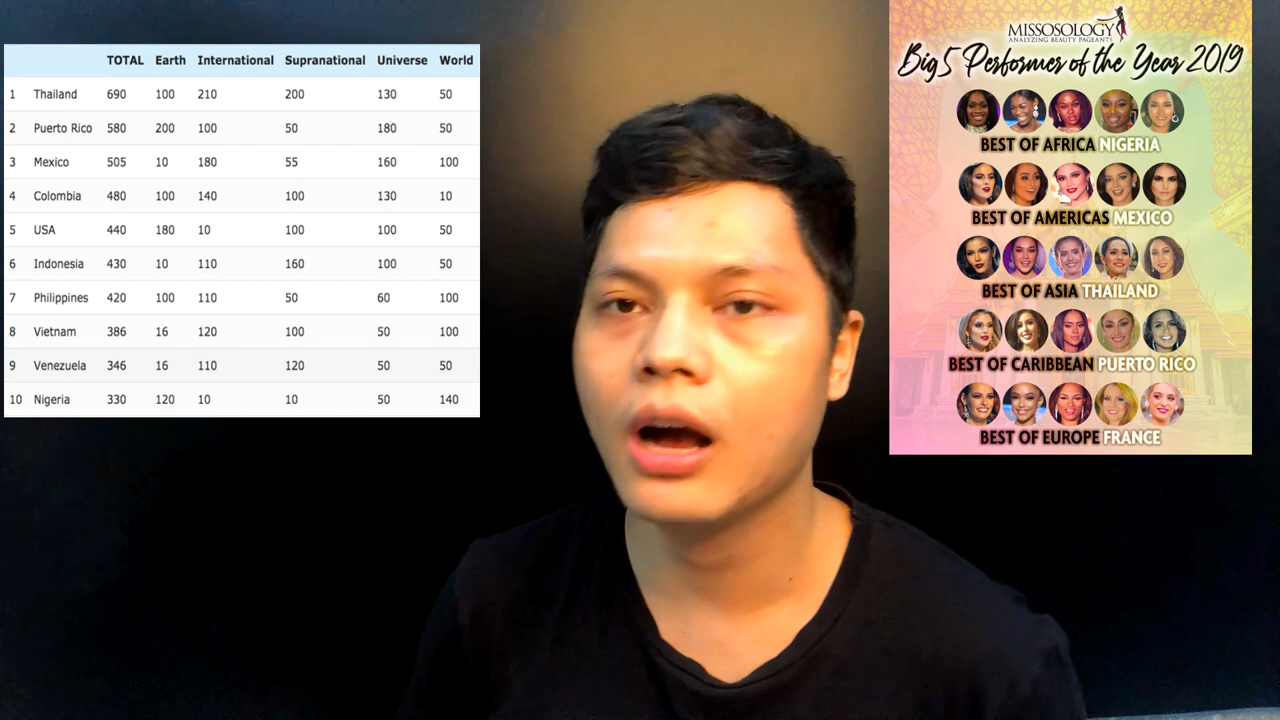 TOTAL Earth International Supranational Universe World
1 Thailand 690 100 210 200 130 50
2 Puerto Rico 580 200 100 50 180 50
3 Mexico 505 10 180 55 160 100
4 Colombia 480 100 140 100 130 10
5 USA 440 180 10 100 100 50
6 Indonesia 430 10 110 160 100 50
7 Philippines 420 100 110 50 60 100
8 Vietnam 386 16 120 100 50 100
9 Venezuela 346 16 110 120 50 50
10 Nigeria 330 120 10 10 50 140
MISSOSOLOGY
ANALYZING BEAUTY PAGEANTS
Big5 Performer of the Year 2019
BEST OF AFRICA NIGERIA
BEST OF AMERICAS MEXICO
BEST OF ASIA THAILAND
BEST OF CARIBBEAN PUERTO RICO
BEST OF EUROPE FRANCE